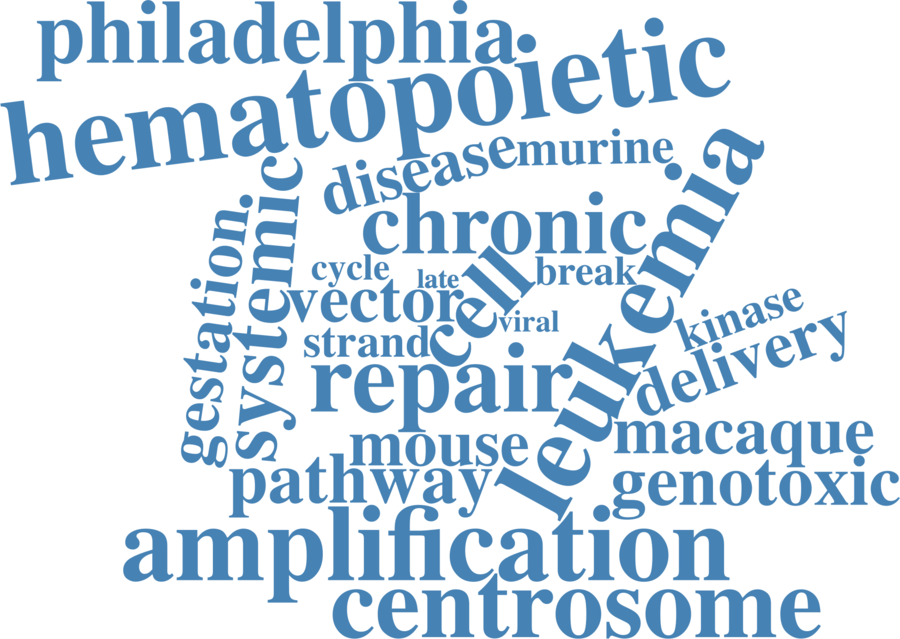 philadelphia
hematopoietic
disease
murine
systemic
chronic
leukemia
gestation
cycle
late
cell
break
vector
viral
kinase
strand
delivery
repair
mouse
macaque
pathway
genotoxic
amplification
centrosome